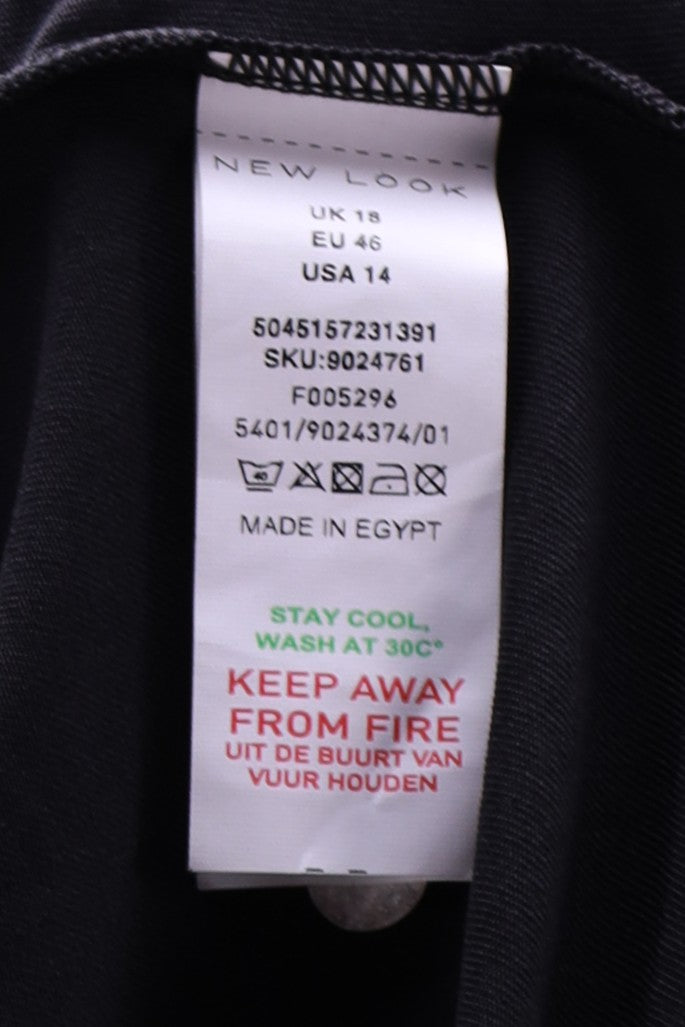 NEW LOOK
UK 18
EU 46
USA 14
5045157231391
SKU:9024761
F005296
5401/9024374/01
40
MADE IN EGYPT
STAY COOL,
WASH AT 30C°
KEEP AWAY
FROM FIRE
UIT DE BUURT VAN
VUUR HOUDEN